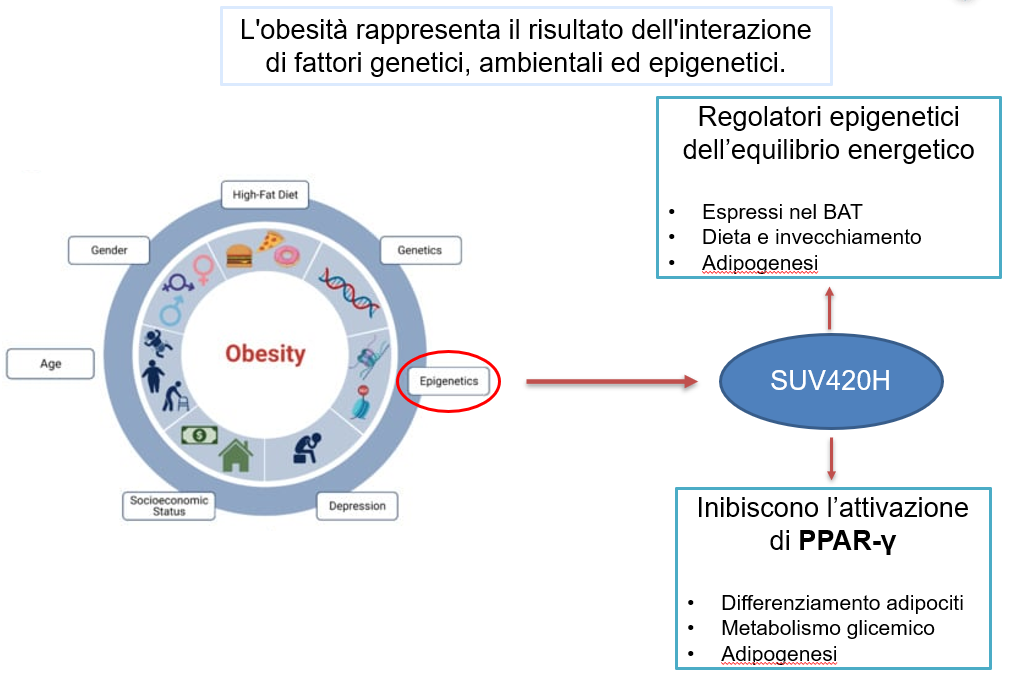 L'obesità rappresenta il risultato dell'interazione
di fattori genetici, ambientali ed epigenetici.
Regolatori epigenetici
dell’equilibrio energetico
• Espressi nel BAT
• Dieta e invecchiamento
• Adipogenesi
High-Fat Diet
Gender
Genetics
Age
Obesity
Epigenetics
SUV420H
Socioeconomic
Status
Depression
Inibiscono l’attivazione
di PPAR-γ
• Differenziamento adipociti
• Metabolismo glicemico
• Adipogenesi